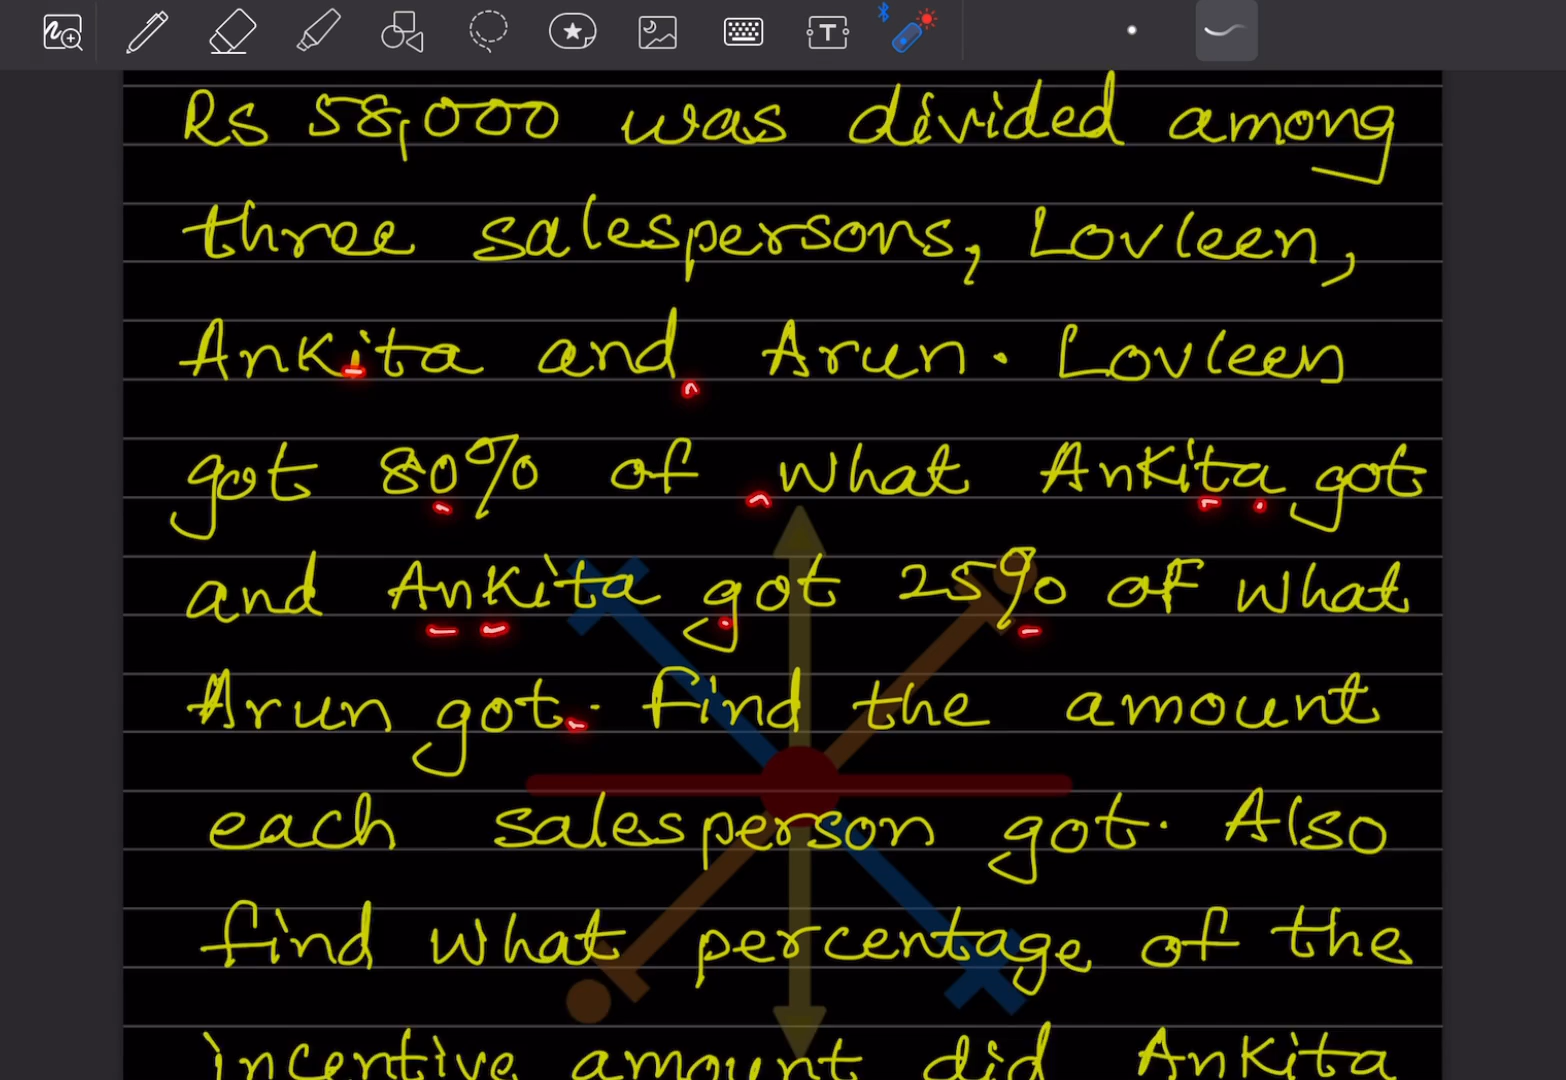 Rs 58,000 was divided among
three salespersons, Lovleen,
Ankita and Arun. Lovleen
got 80% of what Ankita got
and Ankita got 25% of what
Arun got. Find the amount
each salesperson got. Also
find what percentage of the
incentive amount did Ankita